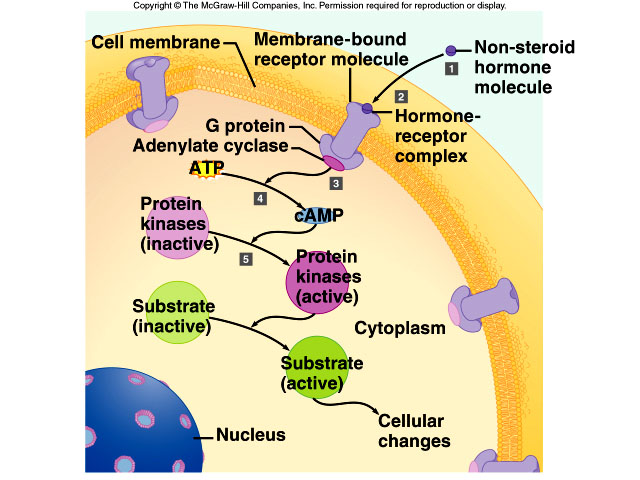 Copyright © The McGraw-Hill Companies, Inc. Permission required for reproduction or display.
Cell membrane
Membrane-bound
receptor molecule
Non-steroid
hormone
molecule
1
2
Hormone-
receptor
complex
G protein
Adenylate cyclase
ATP
3
4
cAMP
Protein
kinases
(inactive)
5
Protein
kinases
(active)
Substrate
(inactive)
Cytoplasm
Substrate
(active)
Cellular
changes
Nucleus